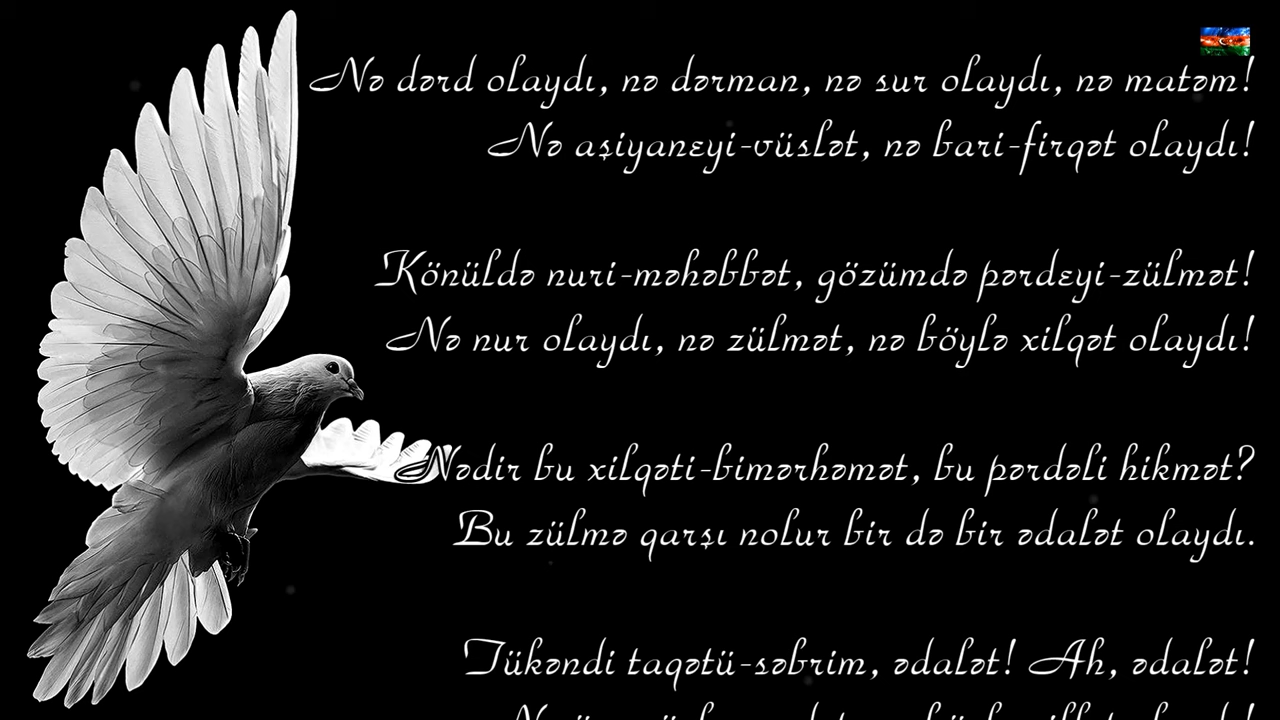 Nə dərd olaydı, nə dərman, nə sur olaydı, nə matəm!
Nə aşiyaneyi-vüslət, nə bari-firqət olaydı!
Könüldə nuri-məhəbbət, gözümdə pərdeyi-zülmət!
Nə nur olaydı, nə zülmət, nə böylə xilqət olaydı!
Nədir bu xilqəti-bimərhəmət, bu pərdəli hikmət?
Bu zülmə qarşı nolur bir də bir ədalət olaydı.
Tükəndi taqətü-səbrim, ədalət! Ah, ədalət!